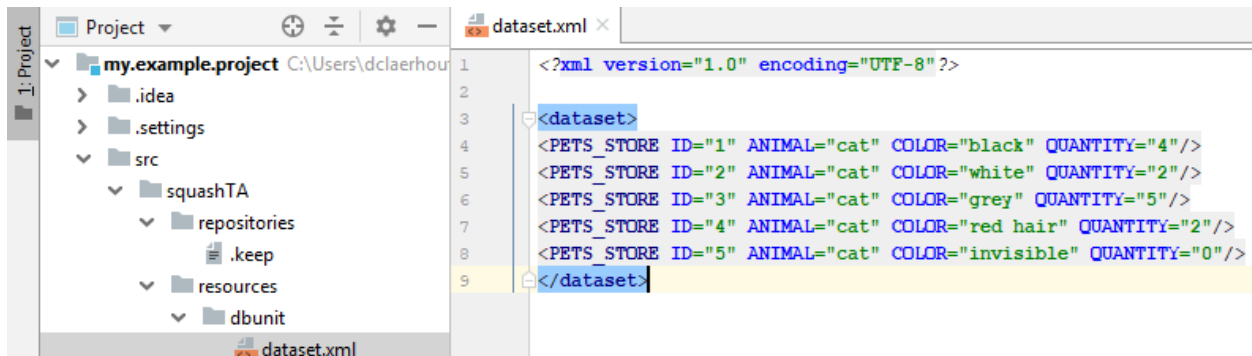 1: Project
Project
my.example.project C:\Users\dclaerhou
.idea
.settings
src
squashTA
repositories
.keep
resources
dbunit
dataset.xml
dataset.xml
1 <?xml version="1.0" encoding="UTF-8"?>
2
3 <dataset>
4 <PETS_STORE ID="1" ANIMAL="cat" COLOR="black" QUANTITY="4"/>
5 <PETS_STORE ID="2" ANIMAL="cat" COLOR="white" QUANTITY="2"/>
6 <PETS_STORE ID="3" ANIMAL="cat" COLOR="grey" QUANTITY="5"/>
7 <PETS_STORE ID="4" ANIMAL="cat" COLOR="red hair" QUANTITY="2"/>
8 <PETS_STORE ID="5" ANIMAL="cat" COLOR="invisible" QUANTITY="0"/>
9 </dataset>